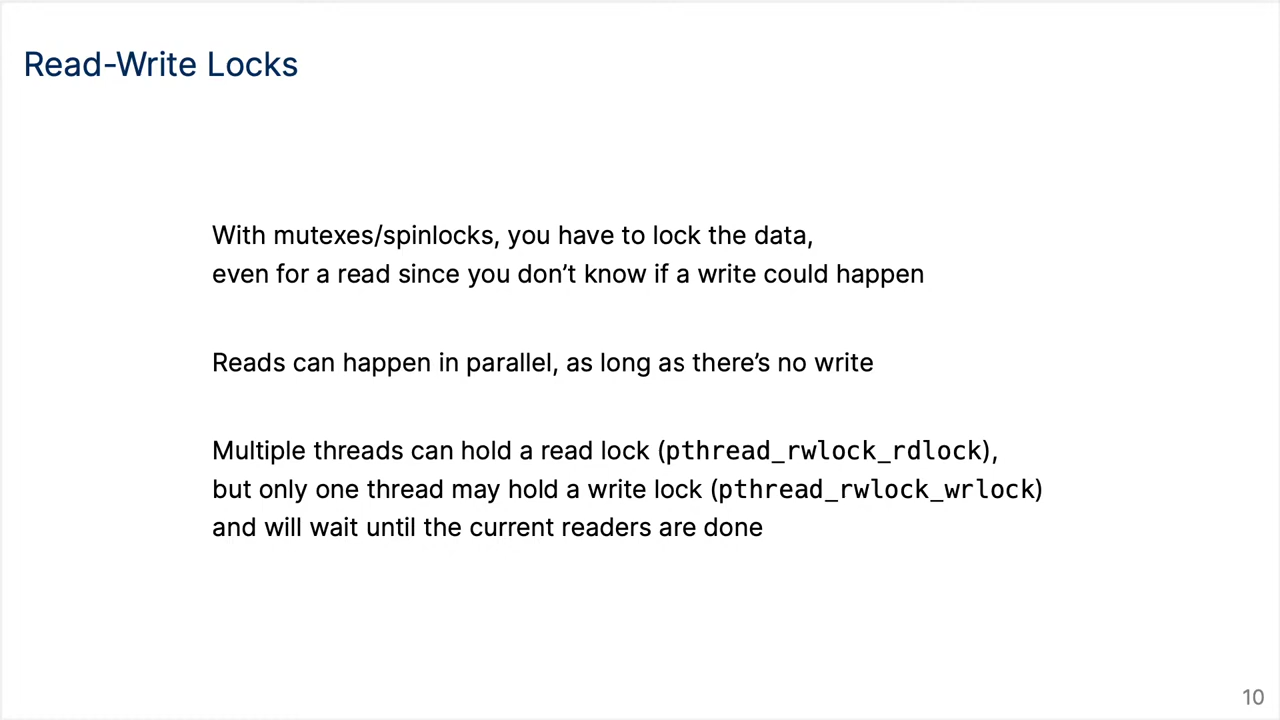 Read-Write Locks
With mutexes/spinlocks, you have to lock the data,
even for a read since you don’t know if a write could happen
Reads can happen in parallel, as long as there’s no write
Multiple threads can hold a read lock (pthread_rwlock_rdlock),
but only one thread may hold a write lock (pthread_rwlock_wrlock)
and will wait until the current readers are done
10